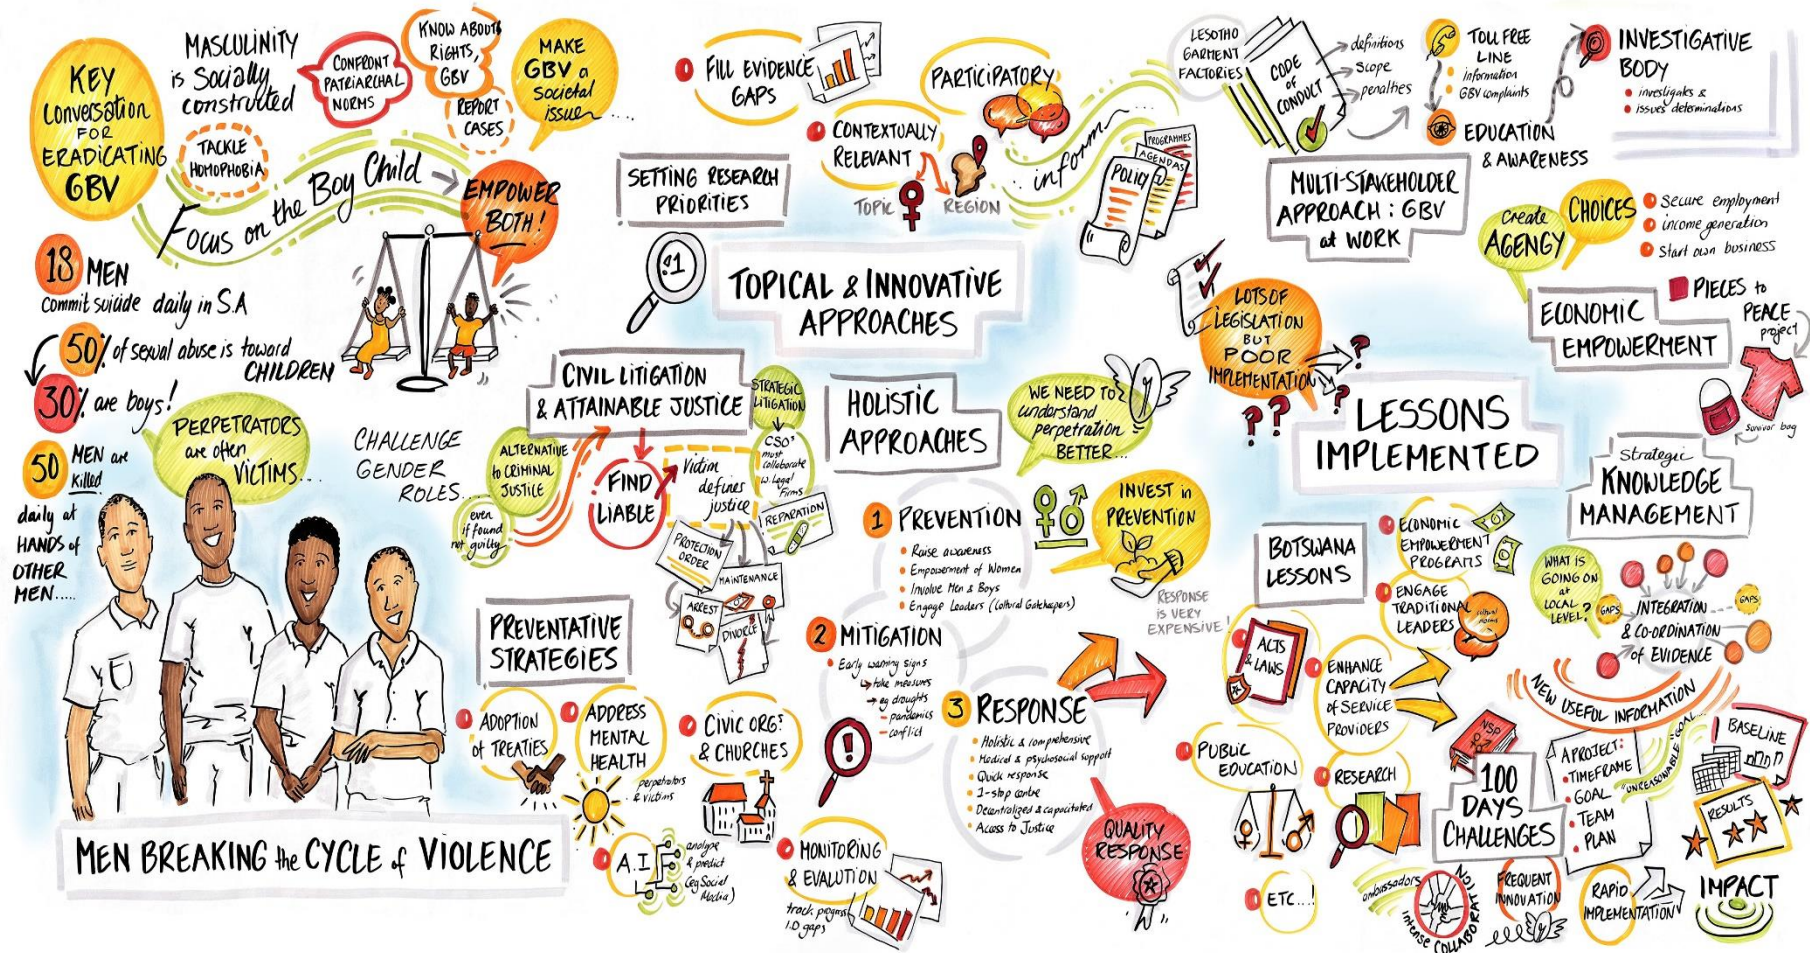 KEY
conversation
FOR
ERADICATING
GBV
MASCULINITY
is Socially
constructed
TACKLE
HOMOPHOBIA
CONFRONT
PATRIARCHAL
NORMS
KNOW ABOUT
RIGHTS,
GBV
REPORT
CASES
MAKE
GBV a
Societal
issue.....
Focus on the Boy Child
EMPOWER
BOTH!
18 MEN
commit suicide daily in S.A
50% of sexual abuse is toward
CHILDREN
30% are boys!
50 MEN are
killed
daily at
HANDS of
OTHER
MEN.....
PERPETRATORS
are often
VICTIMS...
CHALLENGE
GENDER
ROLES...
MEN BREAKING the CYCLE of VIOLENCE
FILL EVIDENCE
GAPS
PARTICIPATORY
CONTEXTUALLY
RELEVANT
TOPIC
REGION
SETTING RESEARCH
PRIORITIES
...inform...
POLICY
AGENDAS
PROGRAMMES
TOPICAL & INNOVATIVE
APPROACHES
CIVIL LITIGATION
& ATTAINABLE JUSTICE
STRATEGIC
LITIGATION
CSO's
must
collaborate
w. Legal
Firms
ALTERNATIVE
to CRIMINAL
JUSTICE
even
if found
not guilty
FIND
LIABLE
Victim
defines
justice
REPARATION
PROTECTION
ORDER
MAINTENANCE
ARREST
DIVORCE
PREVENTATIVE
STRATEGIES
ADOPTION
of TREATIES
ADDRESS
MENTAL
HEALTH
perpetrators
& victims
CIVIC ORGS
& CHURCHES
A.I
analyse
& predict
(eg Social
Media)
MONITORING
& EVALUTION
track progress
I.D gaps
HOLISTIC
APPROACHES
WE NEED TO
understand
perpetration
BETTER...
1 PREVENTION
Raise awareness
Empowerment of Women
Involve Men & Boys
Engage Leaders (Cultural Gatekeepers)
INVEST in
PREVENTION
RESPONSE
IS VERY
EXPENSIVE!
2 MITIGATION
Early warning signs
take measures
eg droughts
- pandemics
- conflict
3 RESPONSE
Holistic & comprehensive
Medical & psychosocial support
Quick response
1-stop centre
Decentralized & capacitated
Access to Justice
QUALITY
RESPONSE
LESOTHO
GARMENT
FACTORIES
CODE
of
CONDUCT
definitions
scope
penalties
TOLL FREE
LINE
information
GBV complaints
EDUCATION
& AWARENESS
INVESTIGATIVE
BODY
investigates &
issues determinations
MULTI-STAKEHOLDER
APPROACH : GBV
at WORK
Create
AGENCY
CHOICES
Secure employment
income generation
Start own business
ECONOMIC
EMPOWERMENT
PIECES to
PEACE
project
Survivor bag
LOTS OF
LEGISLATION
BUT
POOR
IMPLEMENTATION
? ? ? ?
LESSONS
IMPLEMENTED
Strategic
KNOWLEDGE
MANAGEMENT
BOTSWANA
LESSONS
ECONOMIC
EMPOWERMENT
PROGRAMS
ENGAGE
TRADITIONAL
LEADERS
cultural
ACTS
& LAWS
ENHANCE
CAPACITY
of SERVICE
PROVIDERS
PUBLIC
EDUCATION
RESEARCH
ETC...!
WHAT IS
GOING ON
at
LOCAL
LEVEL?
GAPS
GAPS
INTEGRATION
& CO-ORDINATION
of EVIDENCE
NEW USEFUL INFORMATION
NSP
100
DAYS
CHALLENGES
A PROJECT:
TIMEFRAME
GOAL
TEAM
PLAN
"UNREASONABLE" GOAL...
BASELINE
RESULTS
ambassadors
intense COLLABORATION
FREQUENT
INNOVATION
RAPID
IMPLEMENTATION
IMPACT